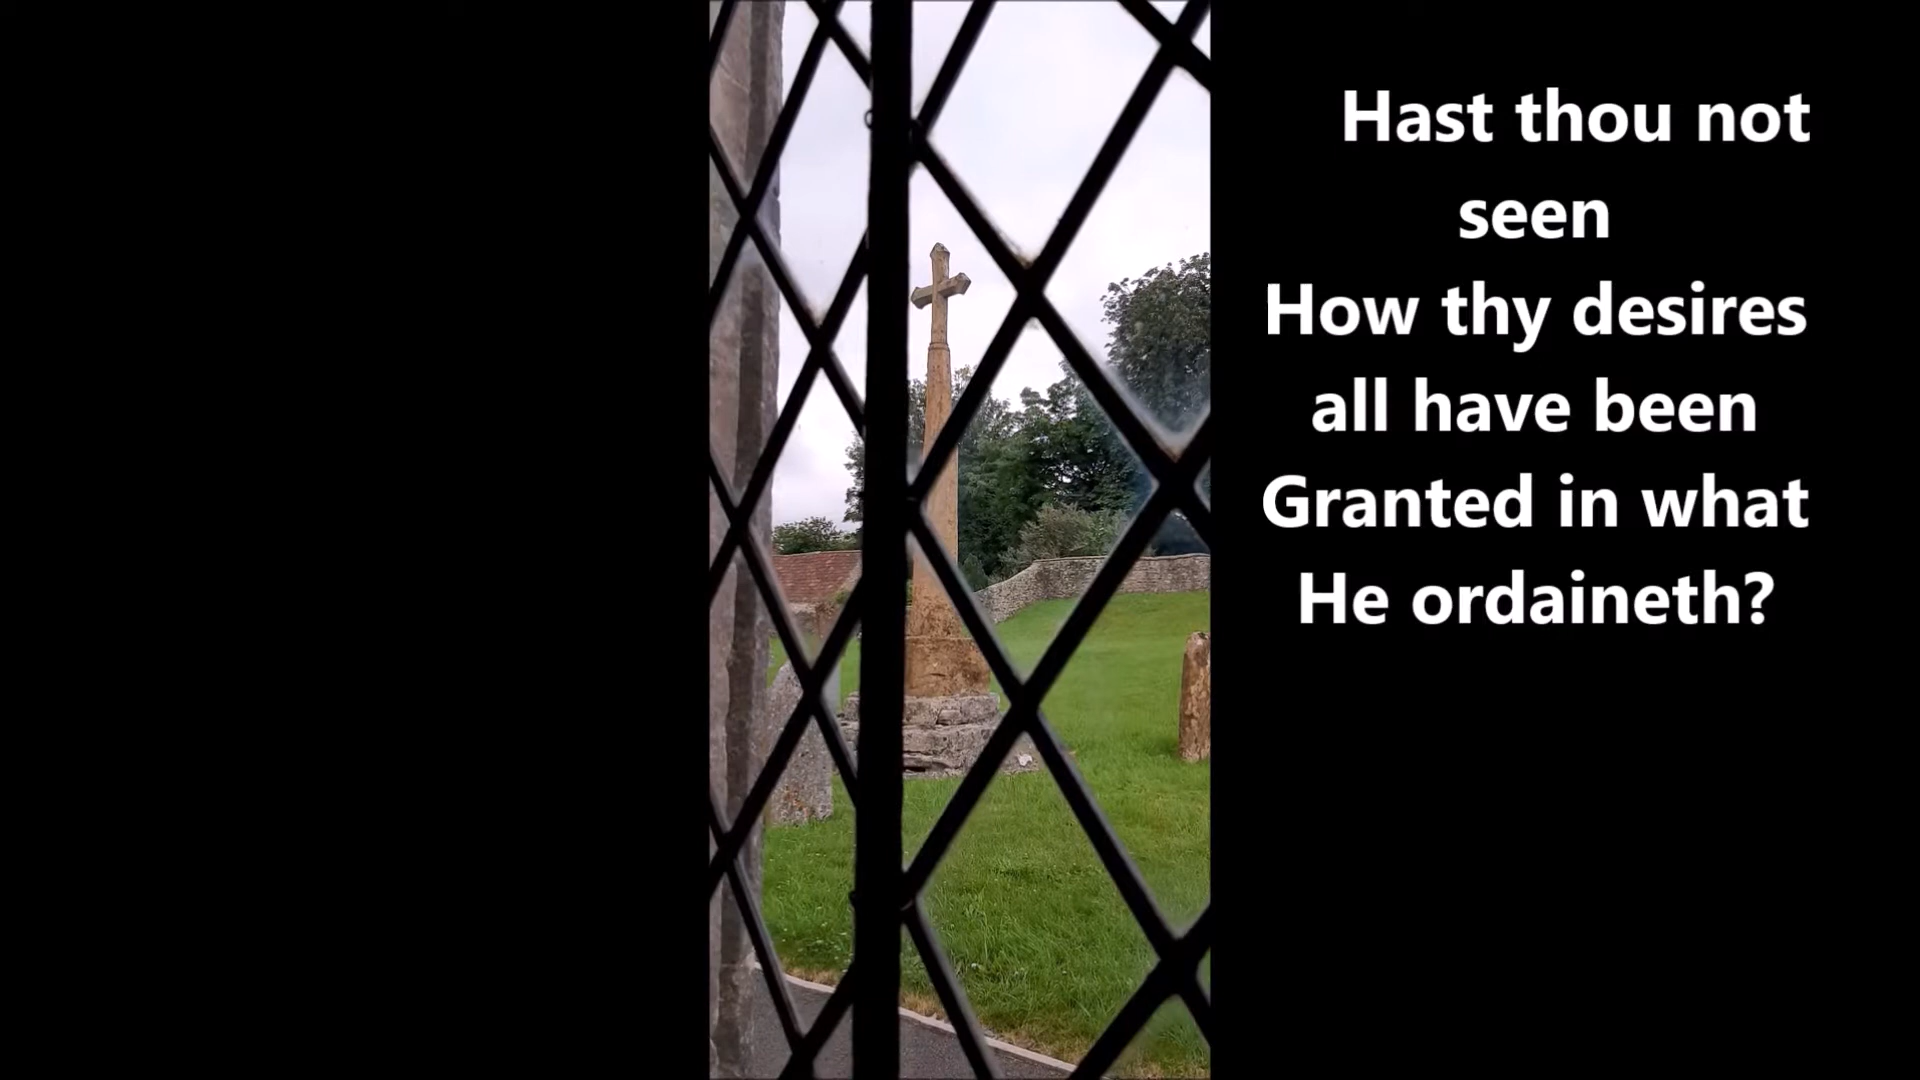 Hast thou not
seen
How thy desires
all have been
Granted in what
He ordaineth?